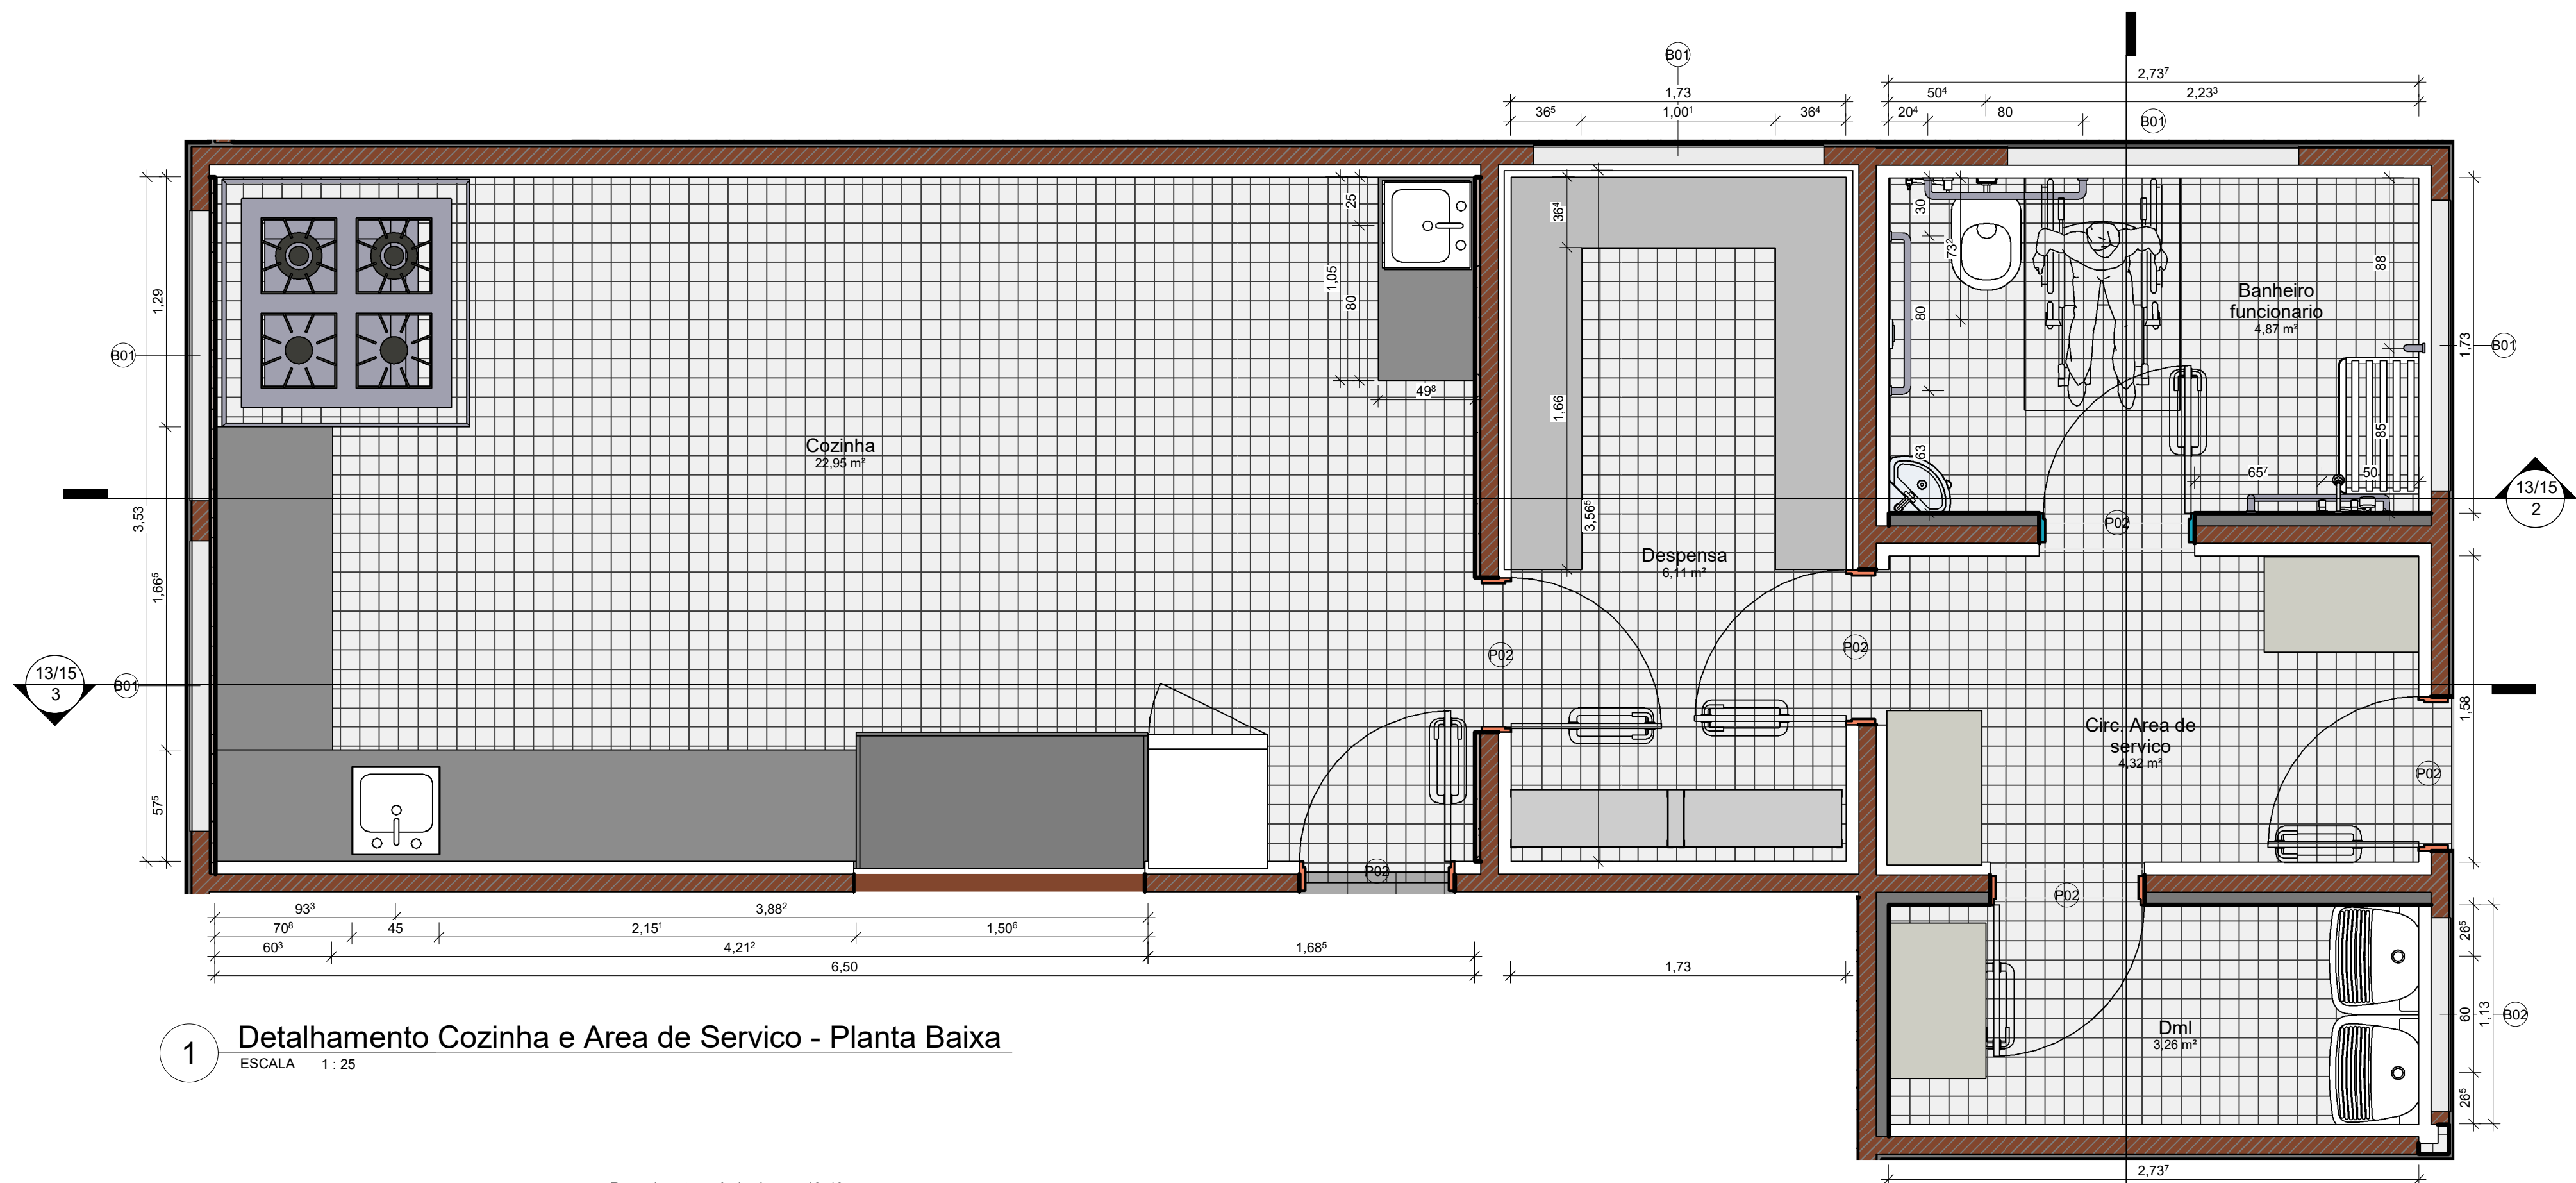 B01
2,73⁷
1,73
50⁴
2,23³
36⁵
1,00¹
36⁴
20⁴
80
B01
25
36⁴
30
73²
88
1,29
1,05
80
80
Banheiro
funcionario
4,87 m²
B01
1,73
B01
49⁸
1,66
85
Cozinha
22,95 m²
63
65⁷
50
13/15
2
3,53
3,56⁵
P02
Despensa
6,11 m²
1,66⁵
P02
P02
13/15
3
B01
1,58
Circ. Area de
servico
4,32 m²
P02
57⁵
P02
P02
93³
3,88²
70⁸
45
2,15¹
1,50⁶
26⁵
60³
4,21²
1,68⁵
6,50
1,73
60
1,13
B02
Dml
3,26 m²
26⁵
1
Detalhamento Cozinha e Area de Servico - Planta Baixa
ESCALA 1 : 25
2,73⁷